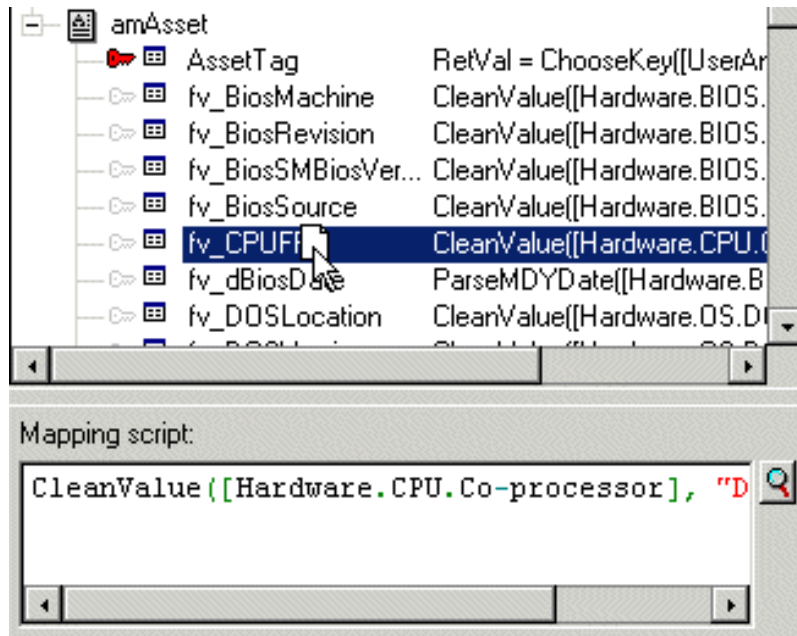 amAsset
AssetTag RetVal = ChooseKey([UserAr
fv_BiosMachine CleanValue([Hardware.BIOS.
fv_BiosRevision CleanValue([Hardware.BIOS.
fv_BiosSMBiosVer... CleanValue([Hardware.BIOS.
fv_BiosSource CleanValue([Hardware.BIOS.
CleanValue([Hardware.CPU.
fv_dBiosDate ParseMDYDate([Hardware.B
fv_DOSLocation CleanValue([Hardware.OS.D
Mapping script:
CleanValue([Hardware.CPU.Co-processor], "D